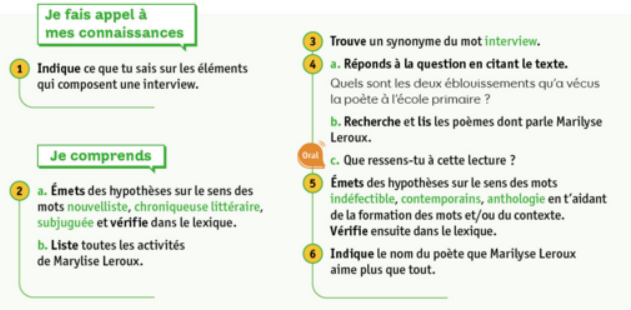 Je fais appel à
mes connaissances
1 Indique ce que tu sais sur les éléments
qui composent une interview.
Je comprends
2 a. Émets des hypothèses sur le sens des
mots nouvelliste, chroniqueuse littéraire,
subjuguée et vérifie dans le lexique.
b. Liste toutes les activités
de Marylise Leroux.
3 Trouve un synonyme du mot interview.
4 a. Réponds à la question en citant le texte.
Quels sont les deux éblouissements qu'a vécus
la poète à l'école primaire ?
b. Recherche et lis les poèmes dont parle Marilyse
Leroux.
Oral
c. Que ressens-tu à cette lecture ?
5 Émets des hypothèses sur le sens des mots
indéfectible, contemporains, anthologie en t'aidant
de la formation des mots et/ou du contexte.
Vérifie ensuite dans le lexique.
6 Indique le nom du poète que Marilyse Leroux
aime plus que tout.